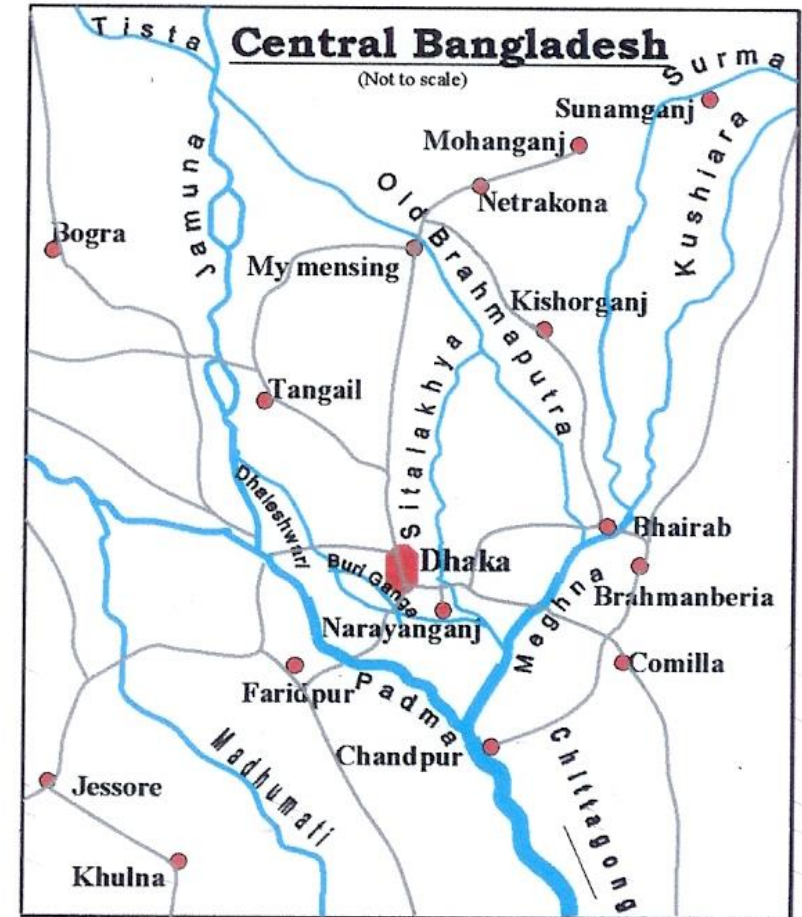 Tista
Central Bangladesh
(Not to scale)
Surma
Sunamganj
Kushiara
Mohanganj
Jamuna
Old Brahmaputra
Netrakona
Bogra
My mensing
Kishorganj
Tangail
Sitalakhya
Dhaleshwari
Bhairab
Dhaka
Buri Ganga
Brahmanberia
Narayanganj
Meghna
Comilla
Faridpur
Padma
Chandpur
Chittagong
Madhumati
Jessore
Khulna